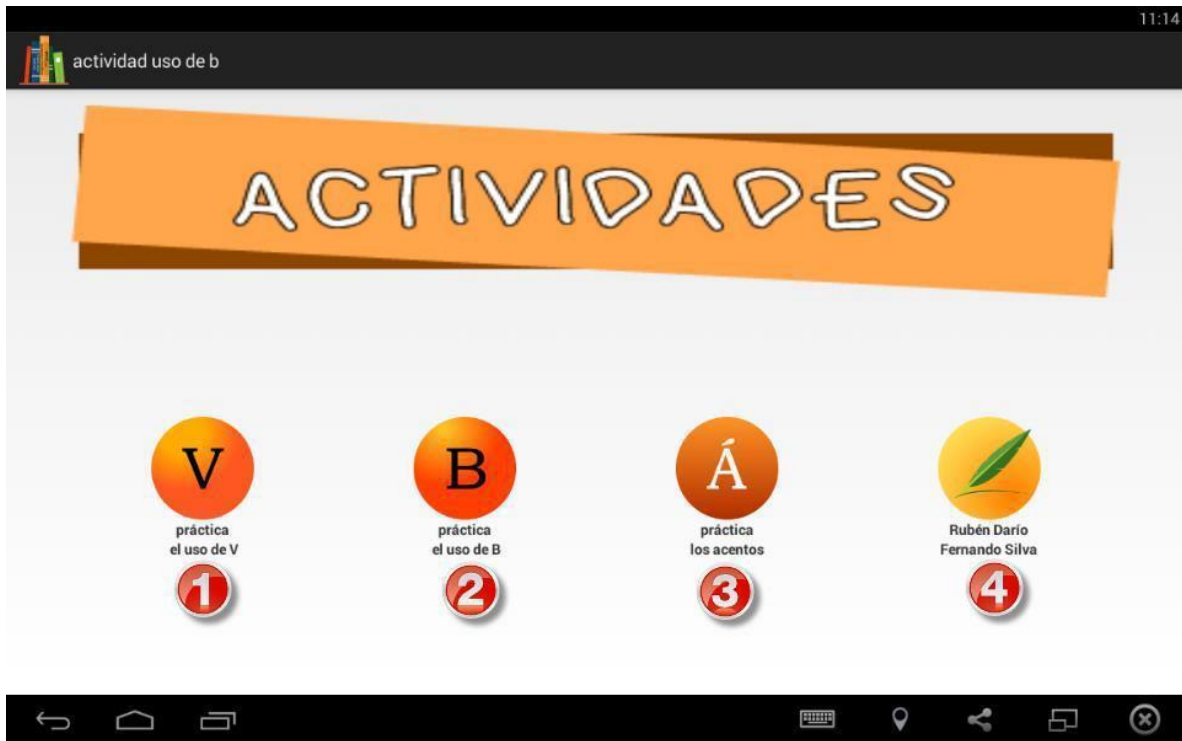 11:14
actividad uso de b
ACTIVIDADES
V
B
Á
práctica
el uso de V
práctica
el uso de B
práctica
los acentos
Rubén Darío
Fernando Silva
1
2
3
4